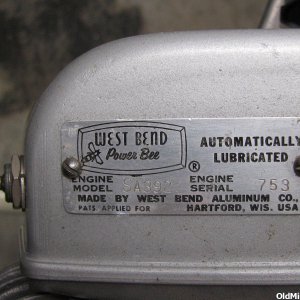 WEST BEND
Power Bee
®
AUTOMATICALLY
LUBRICATED
ENGINE MODEL ENGINE SERIAL 753
MADE BY WEST BEND ALUMINUM CO.,
PATS. APPLIED FOR HARTFORD, WIS. USA
OldMi